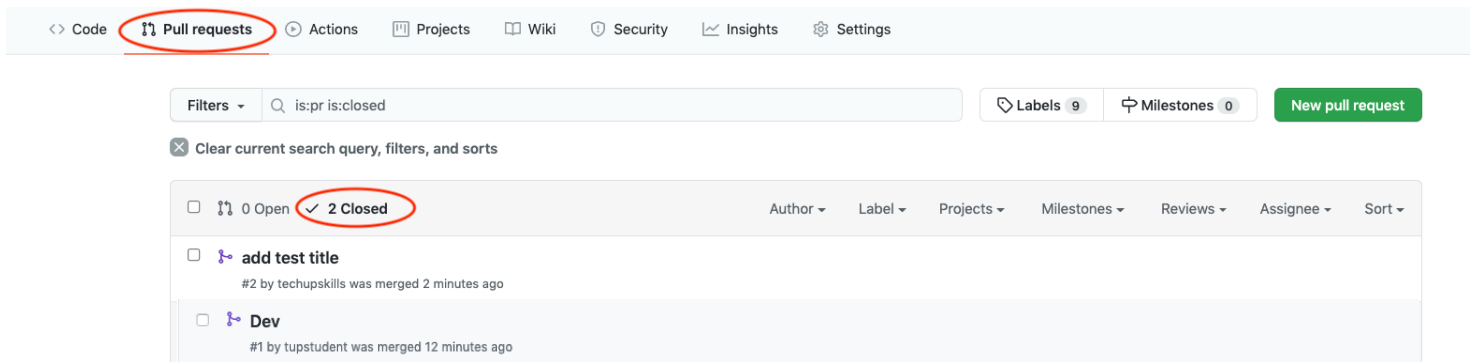 Code Pull requests Actions Projects Wiki Security Insights Settings
Filters is:pr is:closed Labels 9 Milestones 0 New pull request
Clear current search query, filters, and sorts
0 Open 2 Closed Author Label Projects Milestones Reviews Assignee Sort
add test title
#2 by techupskills was merged 2 minutes ago
Dev
#1 by tupstudent was merged 12 minutes ago